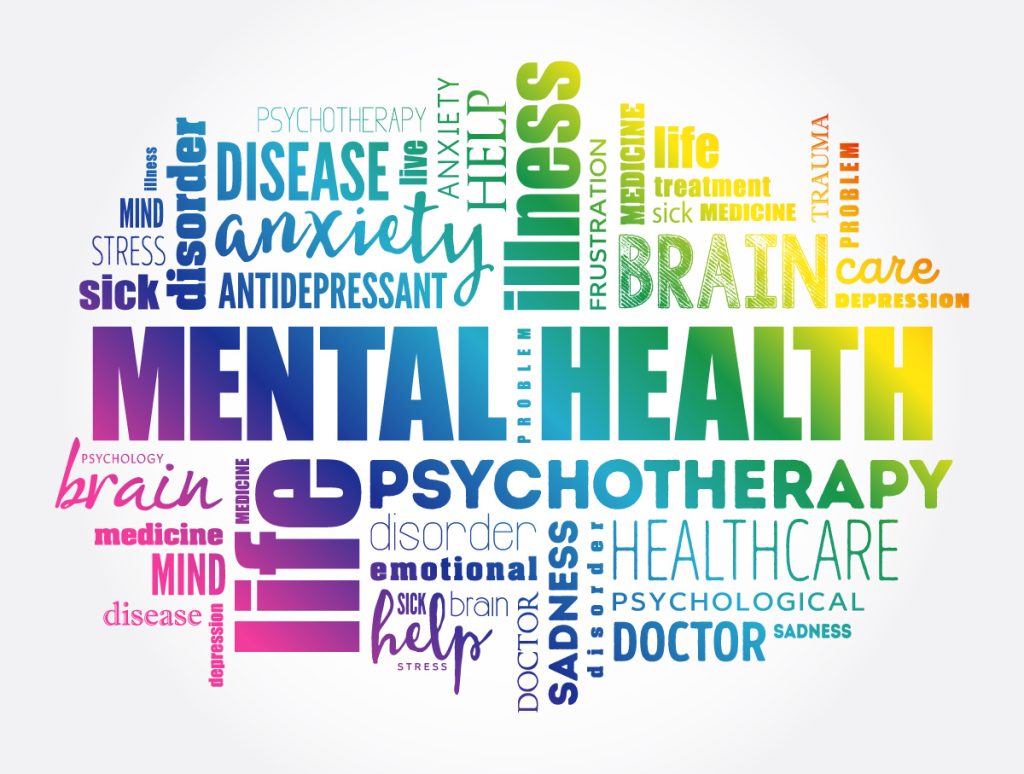 PSYCHOTHERAPY
illness
MIND
STRESS
sick
disorder
DISEASE
anxiety
ANTIDEPRESSANT
live
ANXIETY
HELP
illness
FRUSTRATION
MEDICINE
life
treatment
sick MEDICINE
BRAIN
TRAUMA
PROBLEM
care
DEPRESSION
MENTAL HEALTH
PROBLEM
PSYCHOLOGY
brain
medicine
MIND
disease
depression
MEDICINE
life
PSYCHOTHERAPY
disorder
emotional
SICK brain
help
STRESS
DOCTOR
SADNESS
disorder
HEALTHCARE
PSYCHOLOGICAL
DOCTOR SADNESS